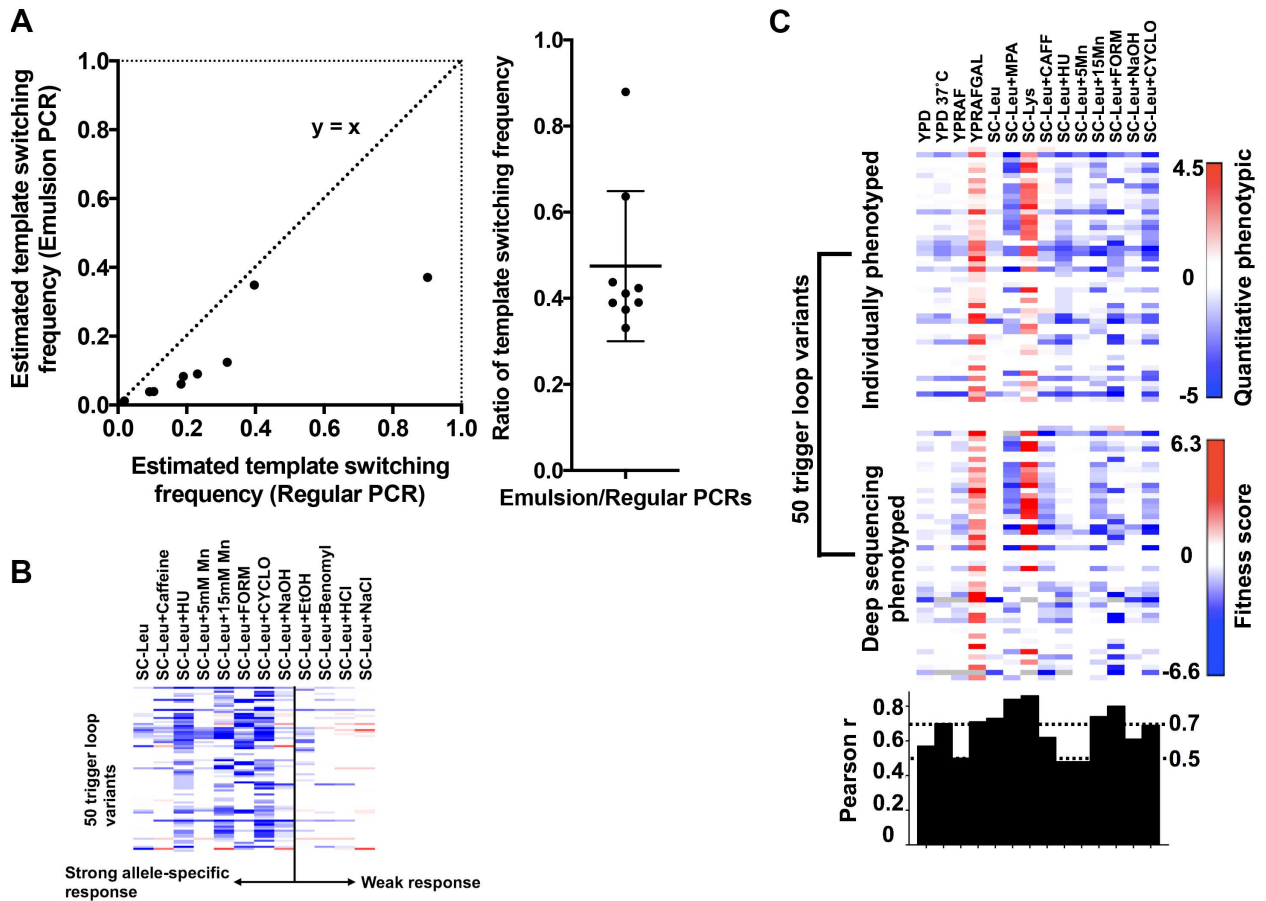 A
Estimated template switching
frequency (Emulsion PCR)
1.0
0.8
0.6
0.4
0.2
0.0
y = x
0.0
0.2
0.4
0.6
0.8
1.0
Estimated template switching
frequency (Regular PCR)
Ratio of template switching frequency
1.0
0.8
0.6
0.4
0.2
0.0
Emulsion/Regular PCRs
B
SC-Leu
SC-Leu+Caffeine
SC-Leu+HU
SC-Leu+5mM Mn
SC-Leu+15mM Mn
SC-Leu+FORM
SC-Leu+CYCLO
SC-Leu+NaOH
SC-Leu+EtOH
SC-Leu+Benomyl
SC-Leu+HCl
SC-Leu+NaCl
50 trigger loop
variants
Strong allele-specific
response
Weak response
C
YPD
YPD 37˚C
YPRAF
YPRAFGAL
SC-Leu
SC-Leu+MPA
SC-Lys
SC-Leu+CAFF
SC-Leu+HU
SC-Leu+5Mn
SC-Leu+15Mn
SC-Leu+FORM
SC-Leu+NaOH
SC-Leu+CYCLO
50 trigger loop variants
Individually phenotyped
4.5
0
-5
Quantitative phenotypic
Deep sequencing
phenotyped
6.3
0
-6.6
Fitness score
Pearson r
0.8
0.6
0.4
0.2
0
0.7
0.5